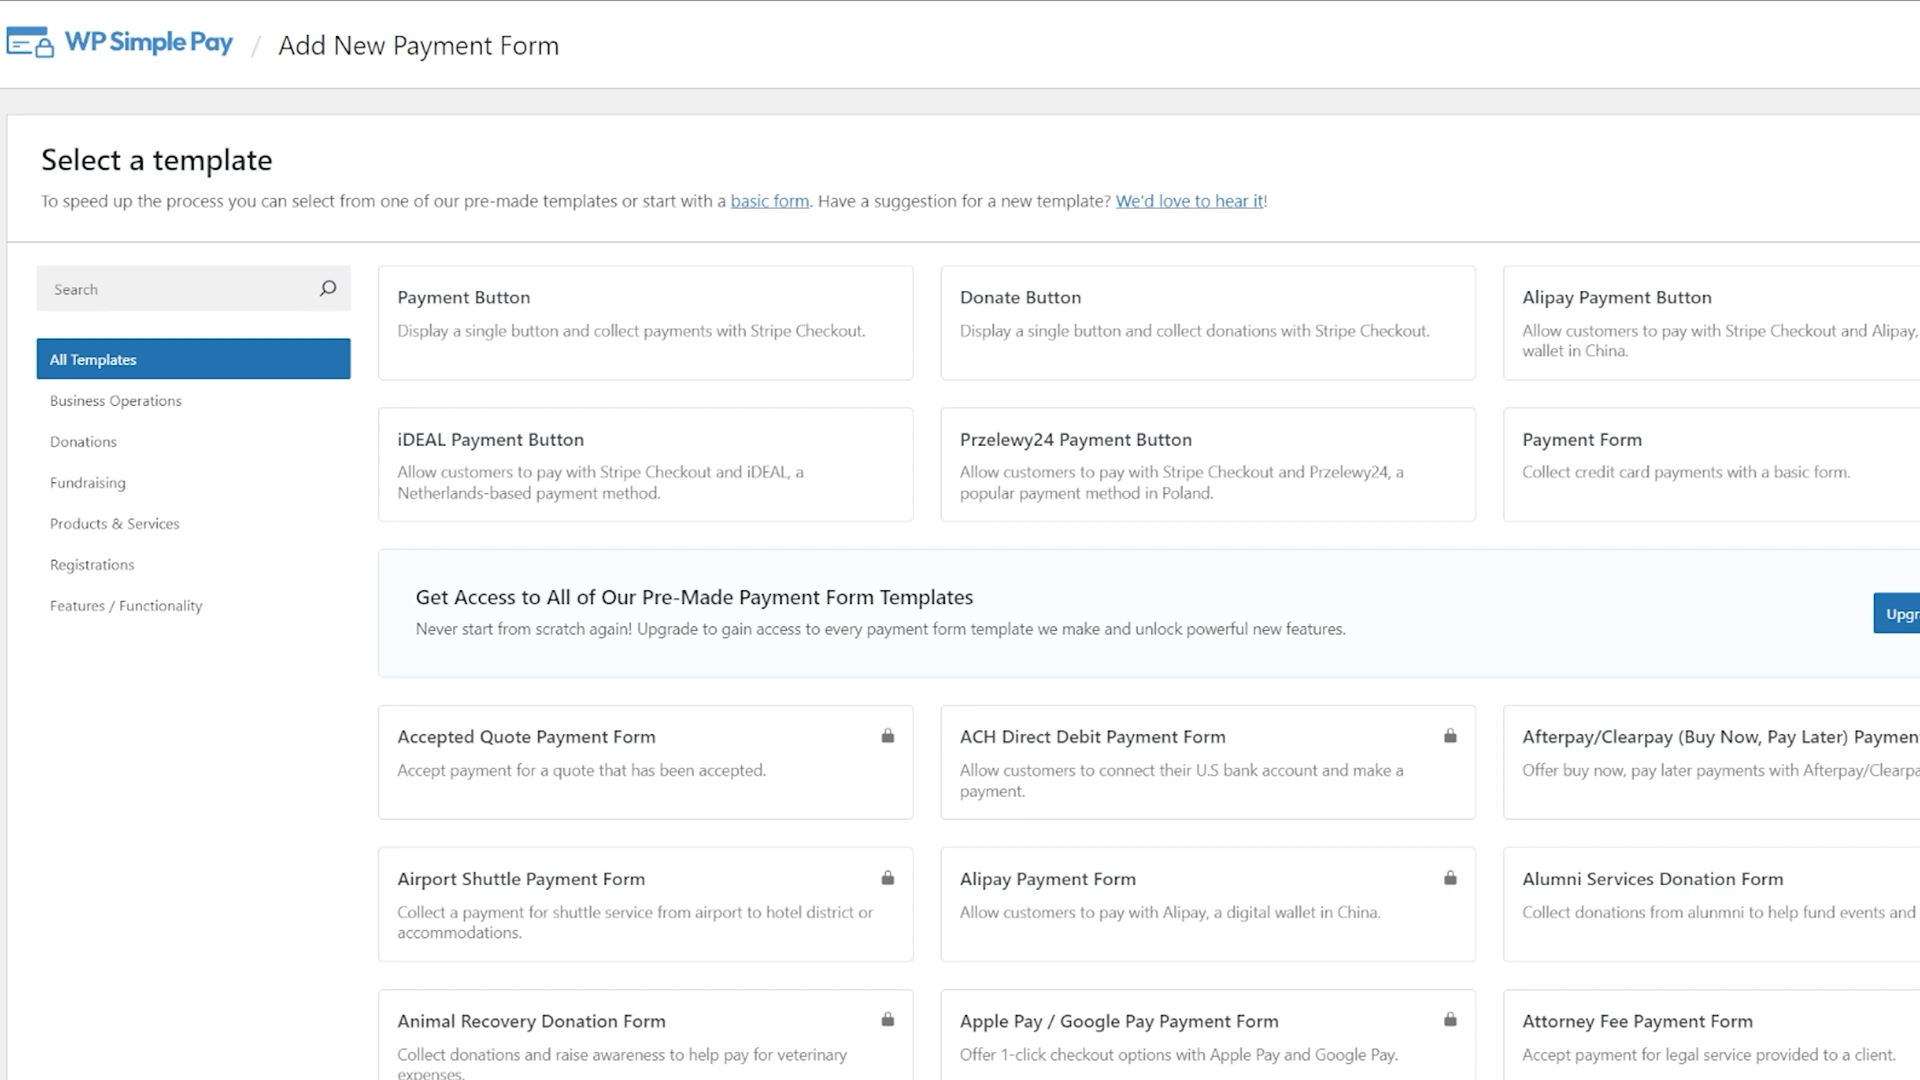 WP Simple Pay / Add New Payment Form
Select a template
To speed up the process you can select from one of our pre-made templates or start with a basic form. Have a suggestion for a new template? We'd love to hear it!
Search
All Templates
Business Operations
Donations
Fundraising
Products & Services
Registrations
Features / Functionality
Payment Button
Display a single button and collect payments with Stripe Checkout.
Donate Button
Display a single button and collect donations with Stripe Checkout.
Alipay Payment Button
Allow customers to pay with Stripe Checkout and Alipay,
wallet in China.
iDEAL Payment Button
Allow customers to pay with Stripe Checkout and iDEAL, a
Netherlands-based payment method.
Przelewy24 Payment Button
Allow customers to pay with Stripe Checkout and Przelewy24, a
popular payment method in Poland.
Payment Form
Collect credit card payments with a basic form.
Get Access to All of Our Pre-Made Payment Form Templates
Never start from scratch again! Upgrade to gain access to every payment form template we make and unlock powerful new features.
Upgr
Accepted Quote Payment Form
Accept payment for a quote that has been accepted.
ACH Direct Debit Payment Form
Allow customers to connect their U.S bank account and make a
payment.
Afterpay/Clearpay (Buy Now, Pay Later) Paymen
Offer buy now, pay later payments with Afterpay/Clearpa
Airport Shuttle Payment Form
Collect a payment for shuttle service from airport to hotel district or
accommodations.
Alipay Payment Form
Allow customers to pay with Alipay, a digital wallet in China.
Alumni Services Donation Form
Collect donations from alunmni to help fund events and
Animal Recovery Donation Form
Collect donations and raise awareness to help pay for veterinary
expenses.
Apple Pay / Google Pay Payment Form
Offer 1-click checkout options with Apple Pay and Google Pay.
Attorney Fee Payment Form
Accept payment for legal service provided to a client.